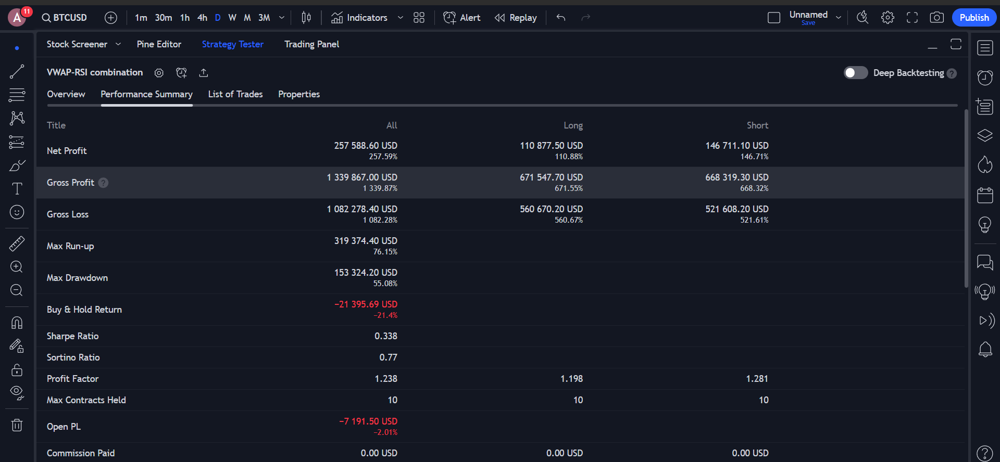 A 11 BTCUSD 1m 30m 1h 4h D W M 3M Indicators Alert Replay Unnamed Save Publish
Stock Screener Pine Editor Strategy Tester Trading Panel
VWAP-RSI combination Deep Backtesting ?
Overview Performance Summary List of Trades Properties
Title All Long Short
Net Profit 257 588.60 USD 110 877.50 USD 146 711.10 USD
257.59% 110.88% 146.71%
Gross Profit ? 1 339 867.00 USD 671 547.70 USD 668 319.30 USD
1 339.87% 671.55% 668.32%
Gross Loss 1 082 278.40 USD 560 670.20 USD 521 608.20 USD
1 082.28% 560.67% 521.61%
Max Run-up 319 374.40 USD
76.15%
Max Drawdown 153 324.20 USD
55.08%
Buy & Hold Return −21 395.69 USD
−21.4%
Sharpe Ratio 0.338
Sortino Ratio 0.77
Profit Factor 1.238 1.198 1.281
Max Contracts Held 10 10 10
Open PL −7 191.50 USD
−2.01%
Commission Paid 0.00 USD 0.00 USD 0.00 USD